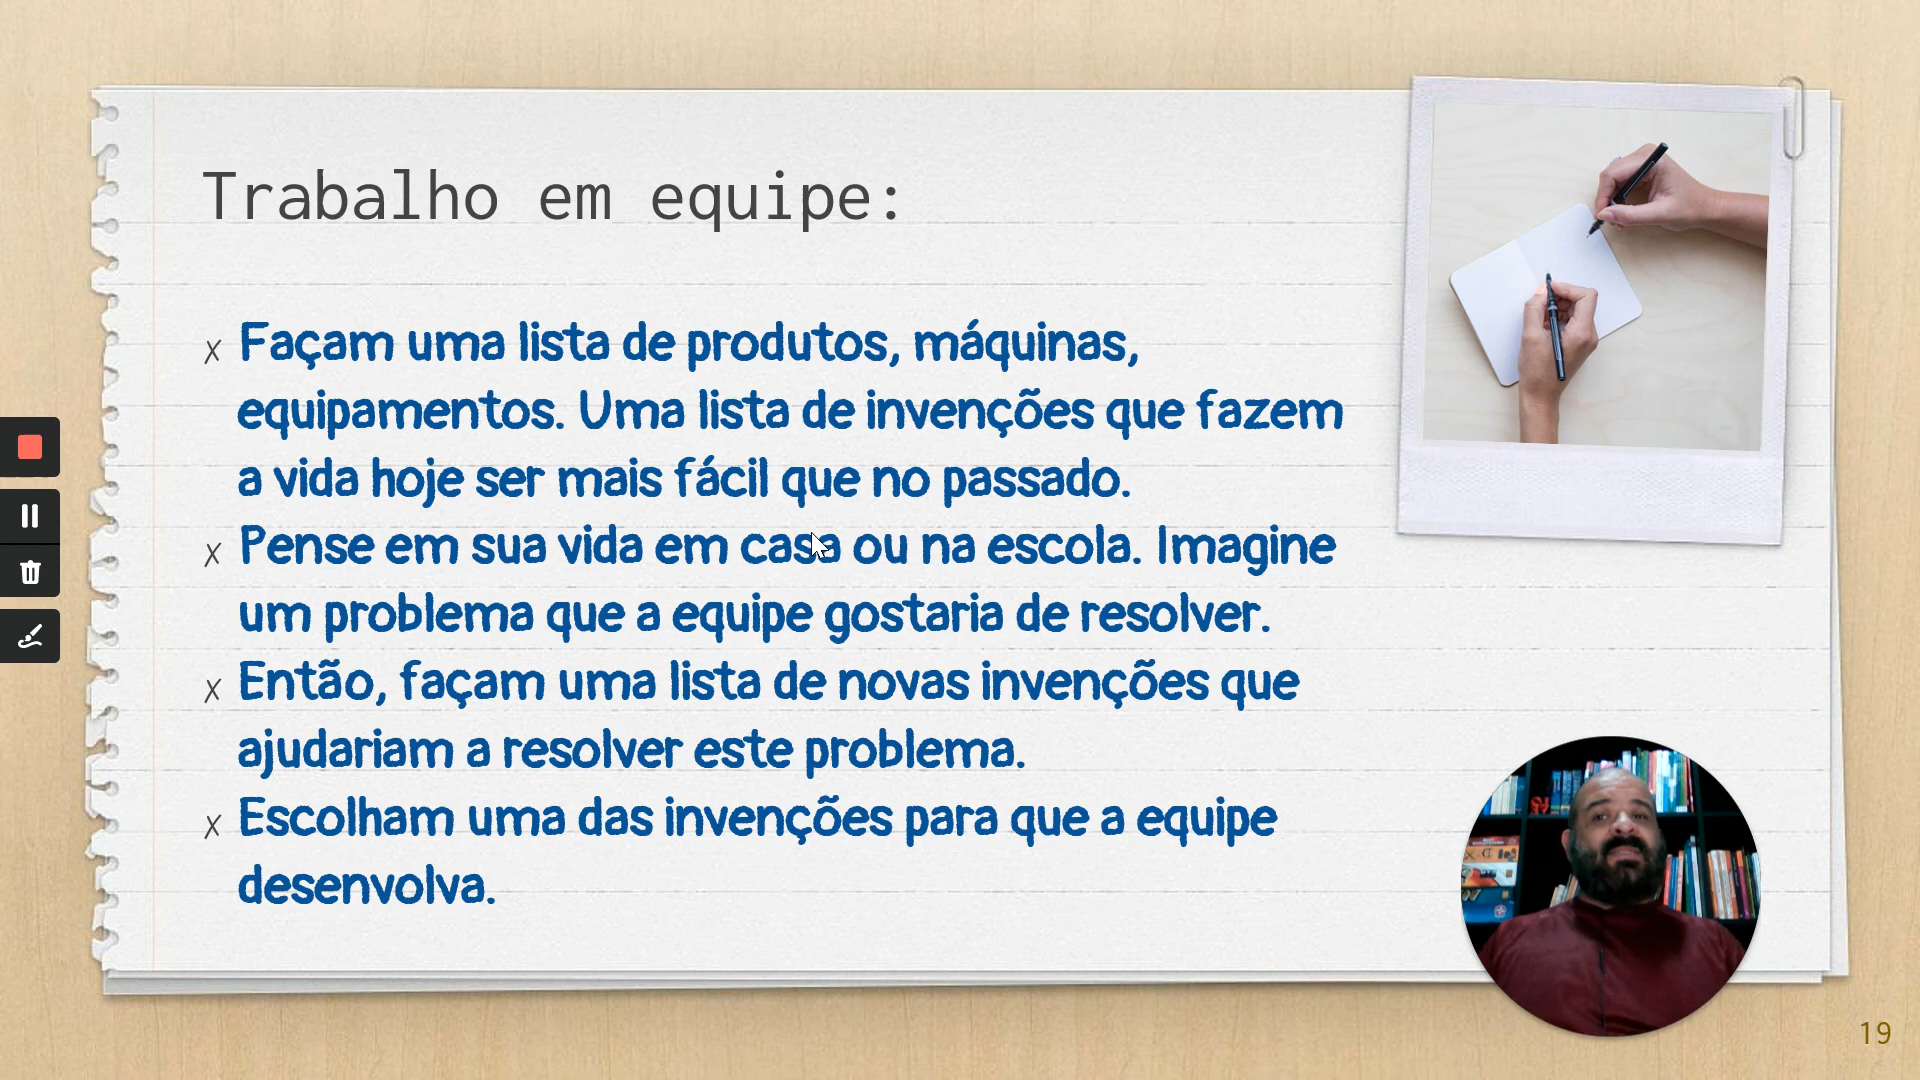 Trabalho em equipe:
x Façam uma lista de produtos, máquinas,
equipamentos. Uma lista de invenções que fazem
a vida hoje ser mais fácil que no passado.
x Pense em sua vida em casa ou na escola. Imagine
um problema que a equipe gostaria de resolver.
x Então, façam uma lista de novas invenções que
ajudariam a resolver este problema.
x Escolham uma das invenções para que a equipe
desenvolva.
19